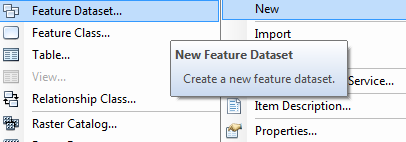 Feature Dataset...
Feature Class...
Table...
View...
Relationship Class...
Raster Catalog...
New
Import
New Feature Dataset
Create a new feature dataset.
Service...
Item Description...
Properties...